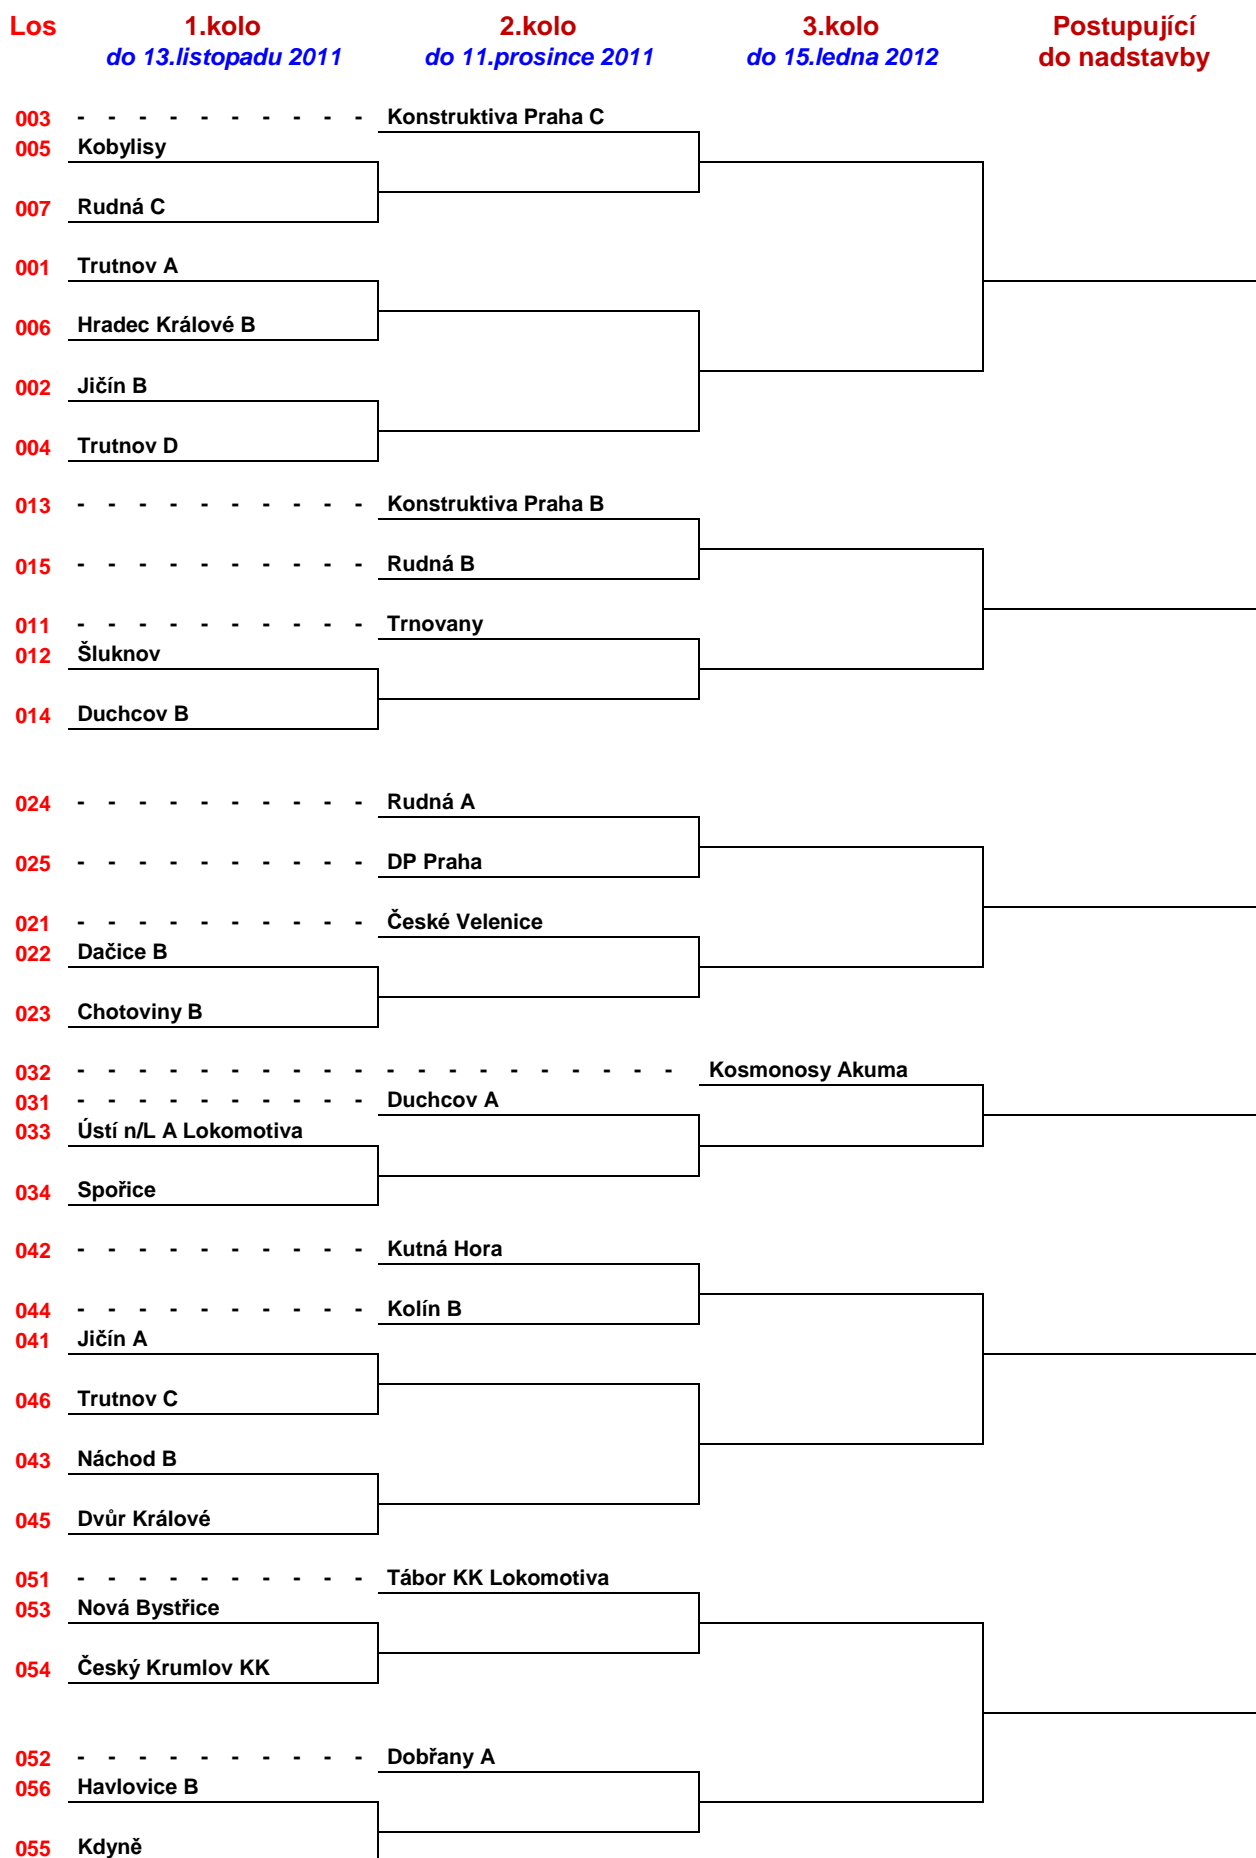 Los 1.kolo 2.kolo 3.kolo Postupující
do 13.listopadu 2011 do 11.prosince 2011 do 15.ledna 2012 do nadstavby
003 - - - - - - - - - - Konstruktiva Praha C
005 Kobylisy
007 Rudná C
001 Trutnov A
006 Hradec Králové B
002 Jičín B
004 Trutnov D
013 - - - - - - - - - - Konstruktiva Praha B
015 - - - - - - - - - - Rudná B
011 - - - - - - - - - - Trnovany
012 Šluknov
014 Duchcov B
024 - - - - - - - - - - Rudná A
025 - - - - - - - - - - DP Praha
021 - - - - - - - - - - České Velenice
022 Dačice B
023 Chotoviny B
032 - - - - - - - - - - - - - - - - - - - - Kosmonosy Akuma
031 - - - - - - - - - - Duchcov A
033 Ústí n/L A Lokomotiva
034 Spořice
042 - - - - - - - - - - Kutná Hora
044 - - - - - - - - - - Kolín B
041 Jičín A
046 Trutnov C
043 Náchod B
045 Dvůr Králové
051 - - - - - - - - - - Tábor KK Lokomotiva
053 Nová Bystřice
054 Český Krumlov KK
052 - - - - - - - - - - Dobřany A
056 Havlovice B
055 Kdyně